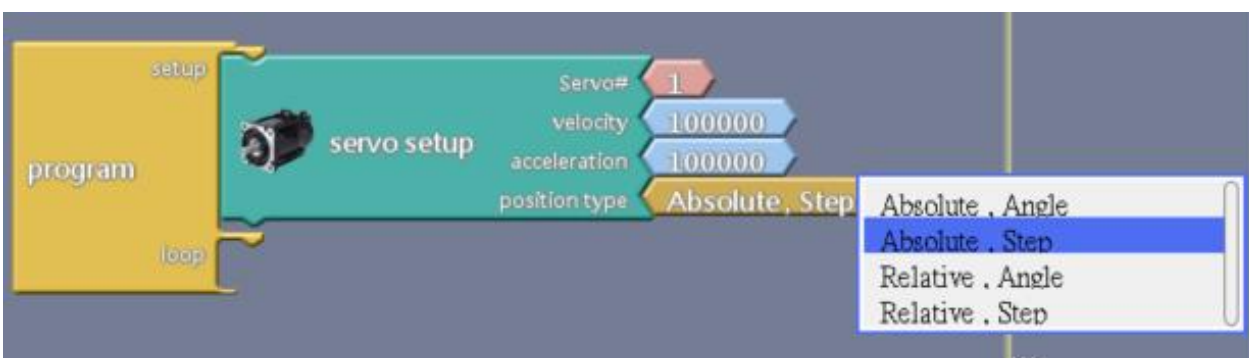 setup
Servo# 1
velocity 100000
servo setup
acceleration 100000
program
position type Absolute , Step
loop
Absolute , Angle
Absolute , Step
Relative , Angle
Relative , Step